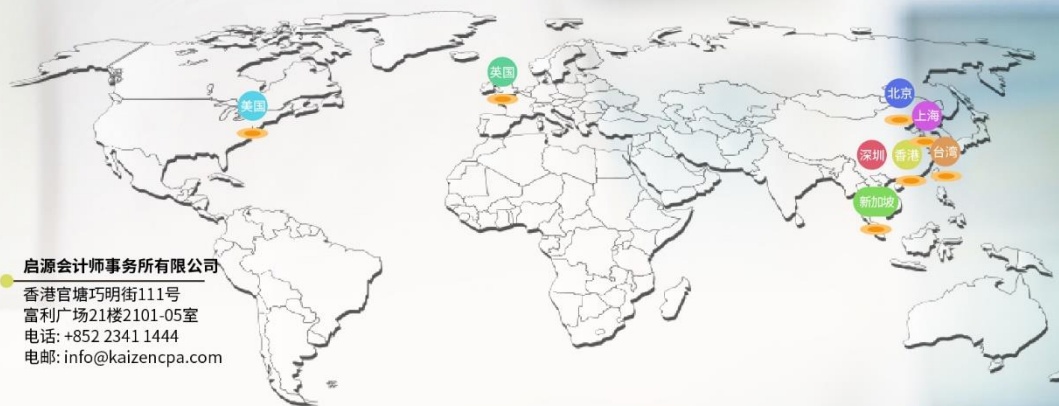 美国
英国
北京
上海
深圳
香港
台湾
新加坡
启源会计师事务所有限公司
香港官塘巧明街111号
富利广场21楼2101-05室
电话: +852 2341 1444
电邮: info@kaizencpa.com